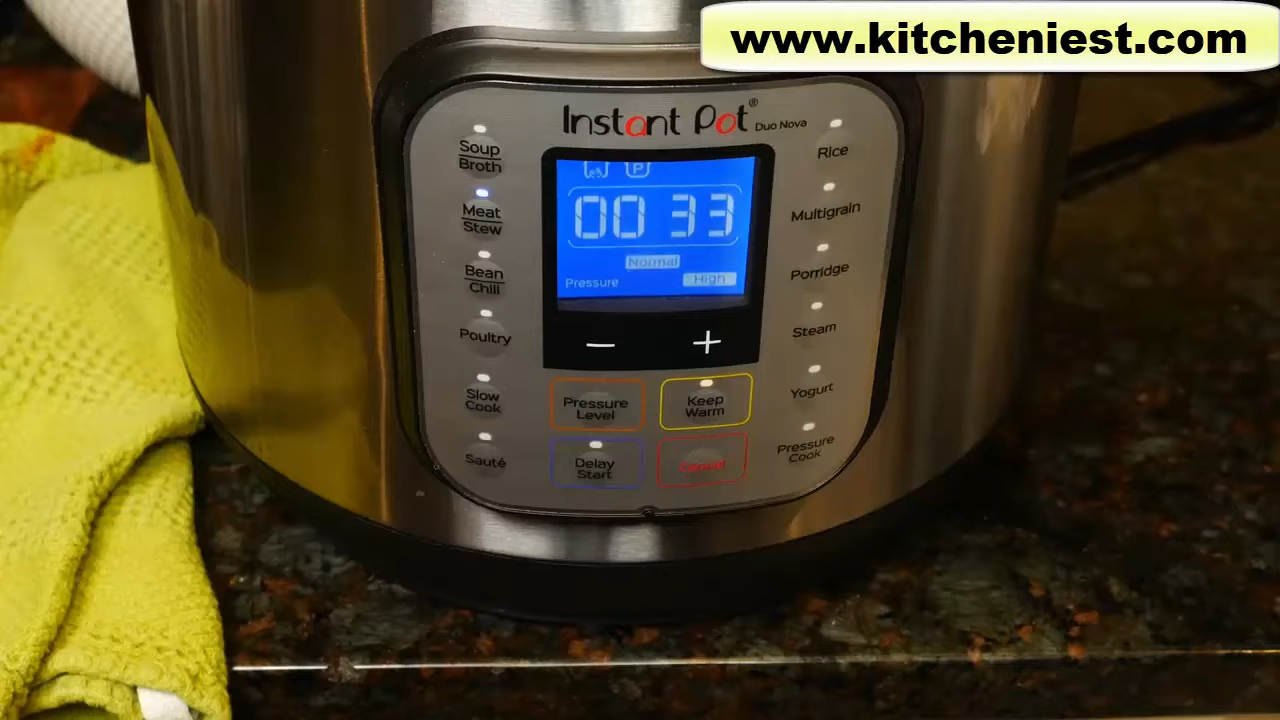 www.kitcheniest.com
Instant Pot® Duo Nova
Soup
Broth
Meat
Stew
Bean
Chili
Poultry
Slow
Cook
Sauté
P
00 33
Normal
Pressure High
− +
Pressure
Level
Keep
Warm
Delay
Start
Cancel
Rice
Multigrain
Porridge
Steam
Yogurt
Pressure
Cook